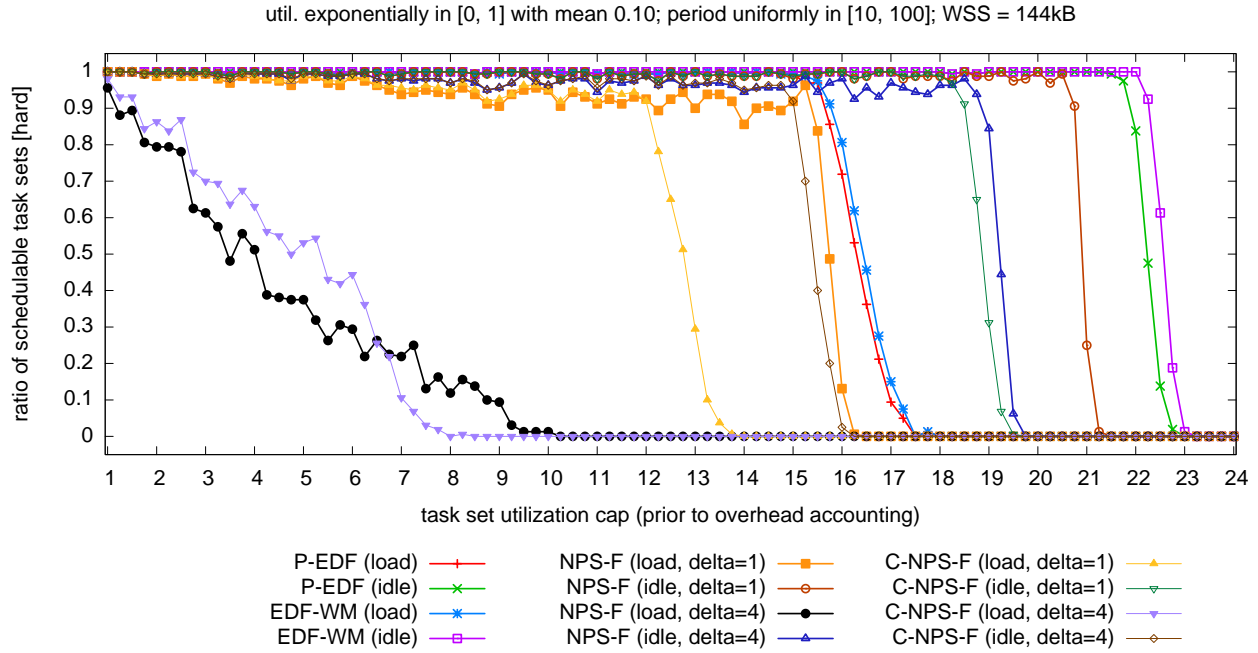 util. exponentially in [0, 1] with mean 0.10; period uniformly in [10, 100]; WSS = 144kB
ratio of schedulable task sets [hard]
1
0.9
0.8
0.7
0.6
0.5
0.4
0.3
0.2
0.1
0
1 2 3 4 5 6 7 8 9 10 11 12 13 14 15 16 17 18 19 20 21 22 23 24
task set utilization cap (prior to overhead accounting)
P-EDF (load) NPS-F (load, delta=1) C-NPS-F (load, delta=1)
P-EDF (idle) NPS-F (idle, delta=1) C-NPS-F (idle, delta=1)
EDF-WM (load) NPS-F (load, delta=4) C-NPS-F (load, delta=4)
EDF-WM (idle) NPS-F (idle, delta=4) C-NPS-F (idle, delta=4)